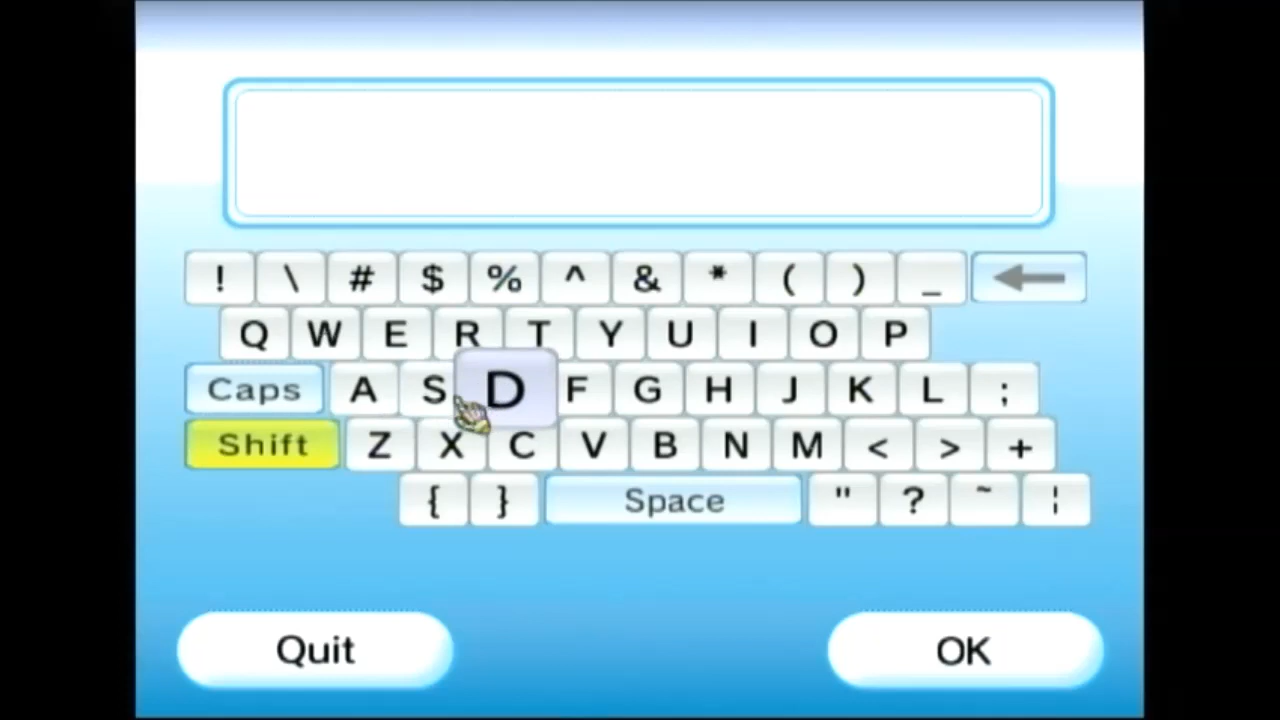 ! \ # $ % ^ & * ( ) _
Q W E R T Y U I O P
Caps A S D F G H J K L ;
Shift Z X C V B N M < > +
{ } Space " ? ~ ¦
Quit OK